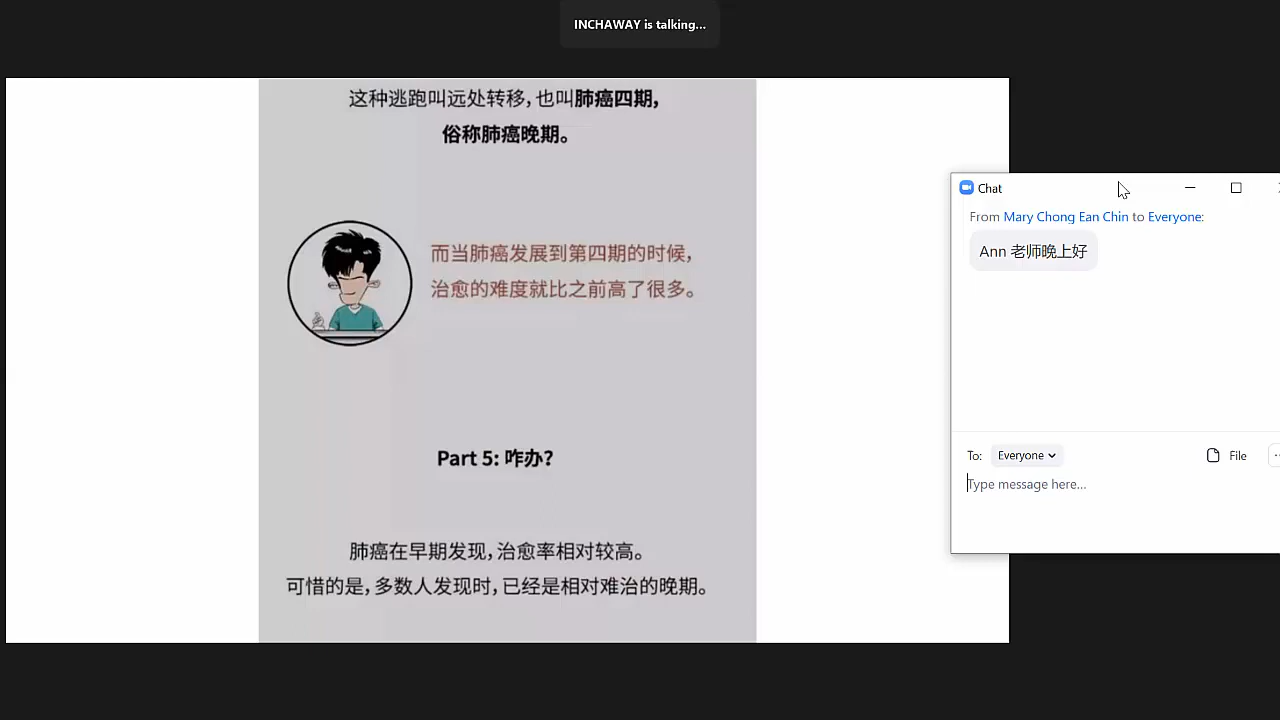 INCHAWAY is talking...
这种逃跑叫远处转移，也叫肺癌四期，
俗称肺癌晚期。
而当肺癌发展到第四期的时候，
治愈的难度就比之前高了很多。
Part 5: 咋办？
肺癌在早期发现，治愈率相对较高。
可惜的是，多数人发现时，已经是相对难治的晚期。
Chat
From Mary Chong Ean Chin to Everyone:
Ann 老师晚上好
To: Everyone File
Type message here...